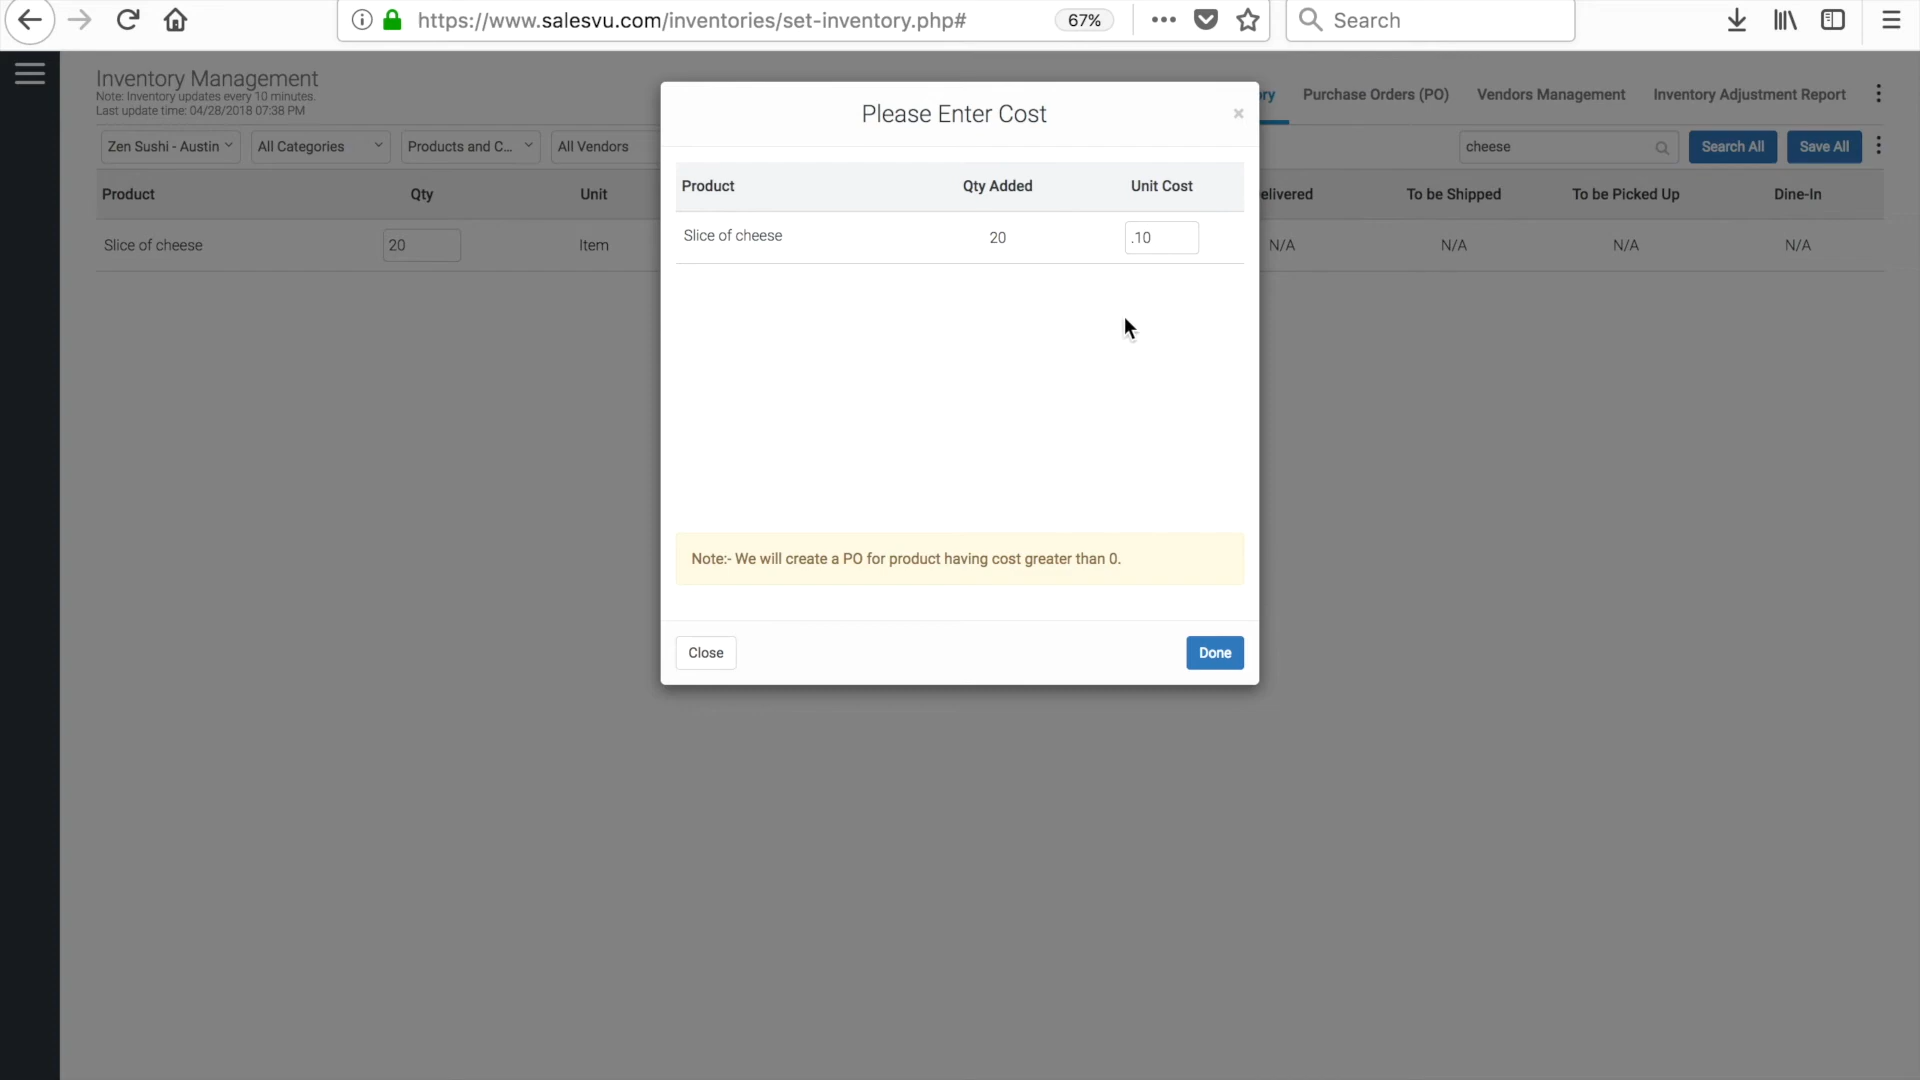 https://www.salesvu.com/inventories/set-inventory.php#
67%
Search
Inventory Management
Note: Inventory updates every 10 minutes.
Last update time: 04/28/2018 07:38 PM
ry
Purchase Orders (PO)
Vendors Management
Inventory Adjustment Report
Zen Sushi - Austin
All Categories
Products and C...
All Vendors
cheese
Search All
Save All
Product
Qty
Unit
elivered
To be Shipped
To be Picked Up
Dine-In
Slice of cheese
20
Item
N/A
N/A
N/A
N/A
Please Enter Cost
×
Product
Qty Added
Unit Cost
Slice of cheese
20
.10
Note:- We will create a PO for product having cost greater than 0.
Close
Done